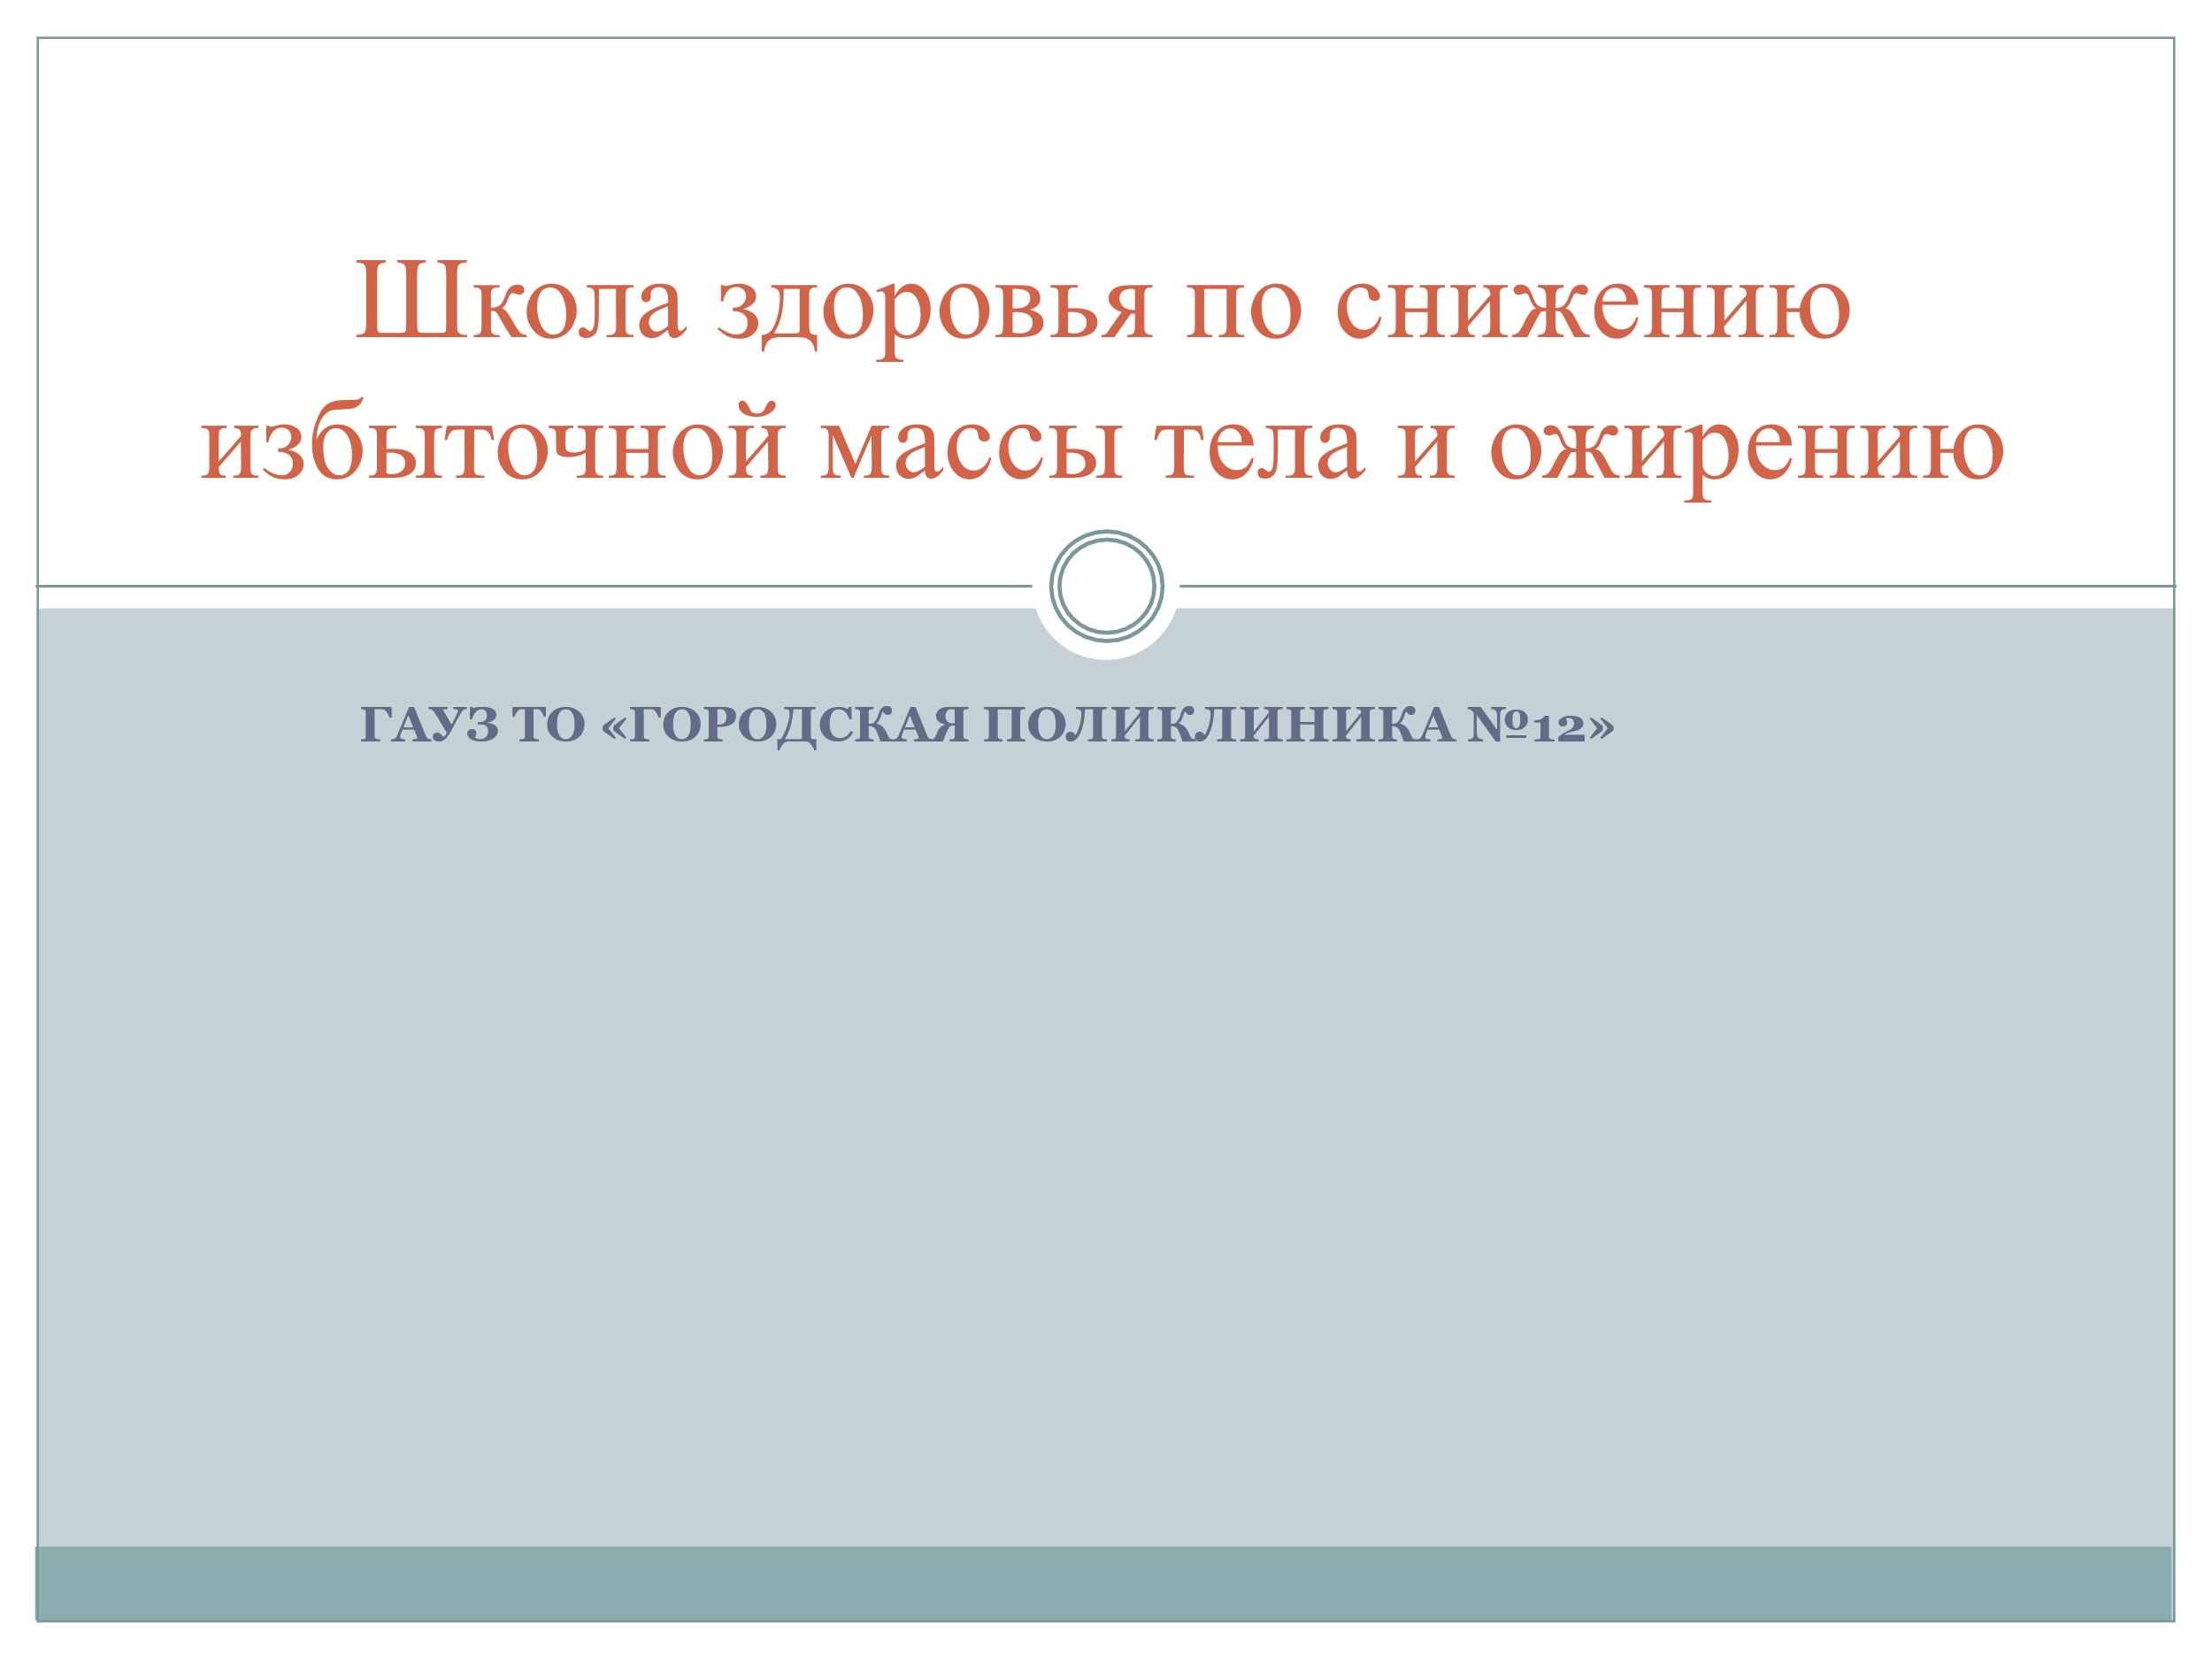 Школа здоровья по снижению
избыточной массы тела и ожирению
ГАУЗ ТО «ГОРОДСКАЯ ПОЛИКЛИНИКА №12»